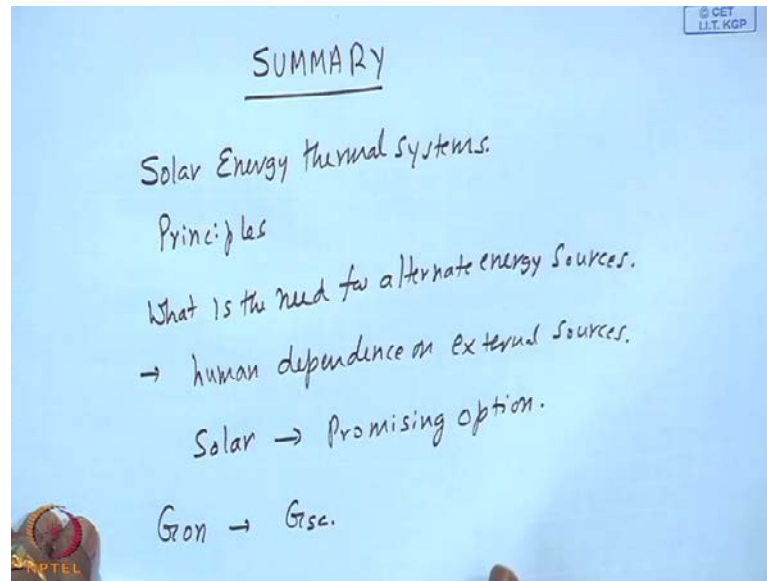 © CET
I.I.T. KGP
SUMMARY
Solar Energy thermal systems.
Principles
What is the need for alternate energy Sources.
→ human dependence on external Sources.
Solar → Promising option.
Gon → Gsc.
NPTEL